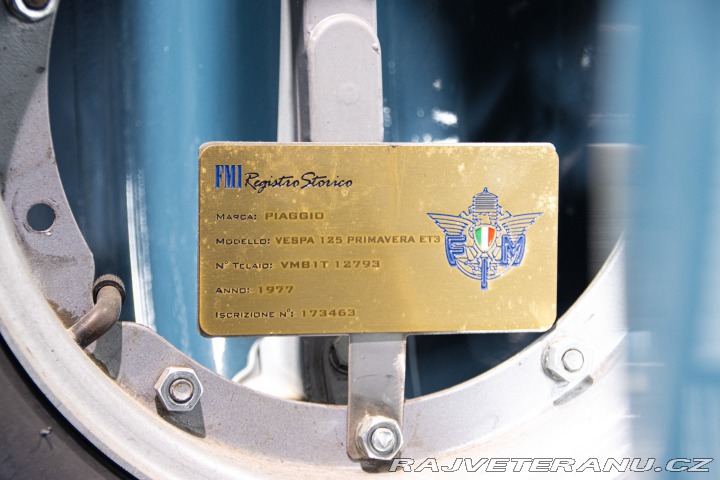 FMI Registro Storico
MARCA: PIAGGIO
MODELLO: VESPA 125 PRIMAVERA ET3
N° TELAIO: VMB1T 12793
ANNO: 1977
ISCRIZIONE N°: 173463
FIM
RAJVETERANU.CZ